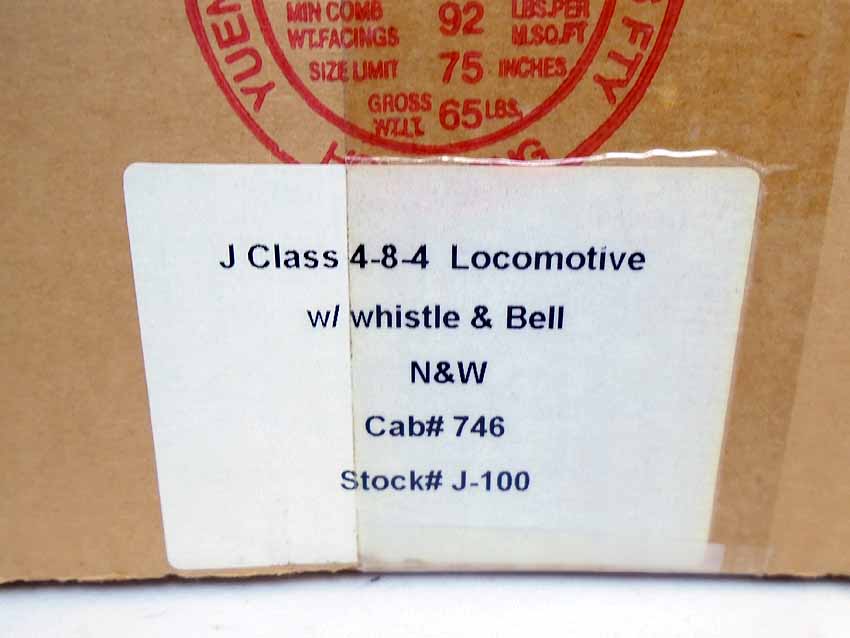 MIN COMB 92 LBS.PER
WT.FACINGS M.SQ.FT
SIZE LIMIT 75 INCHES
GROSS
WT.LT. 65 LBS.
YUEN
FTY
J Class 4-8-4 Locomotive
w/ whistle & Bell
N&W
Cab# 746
Stock# J-100